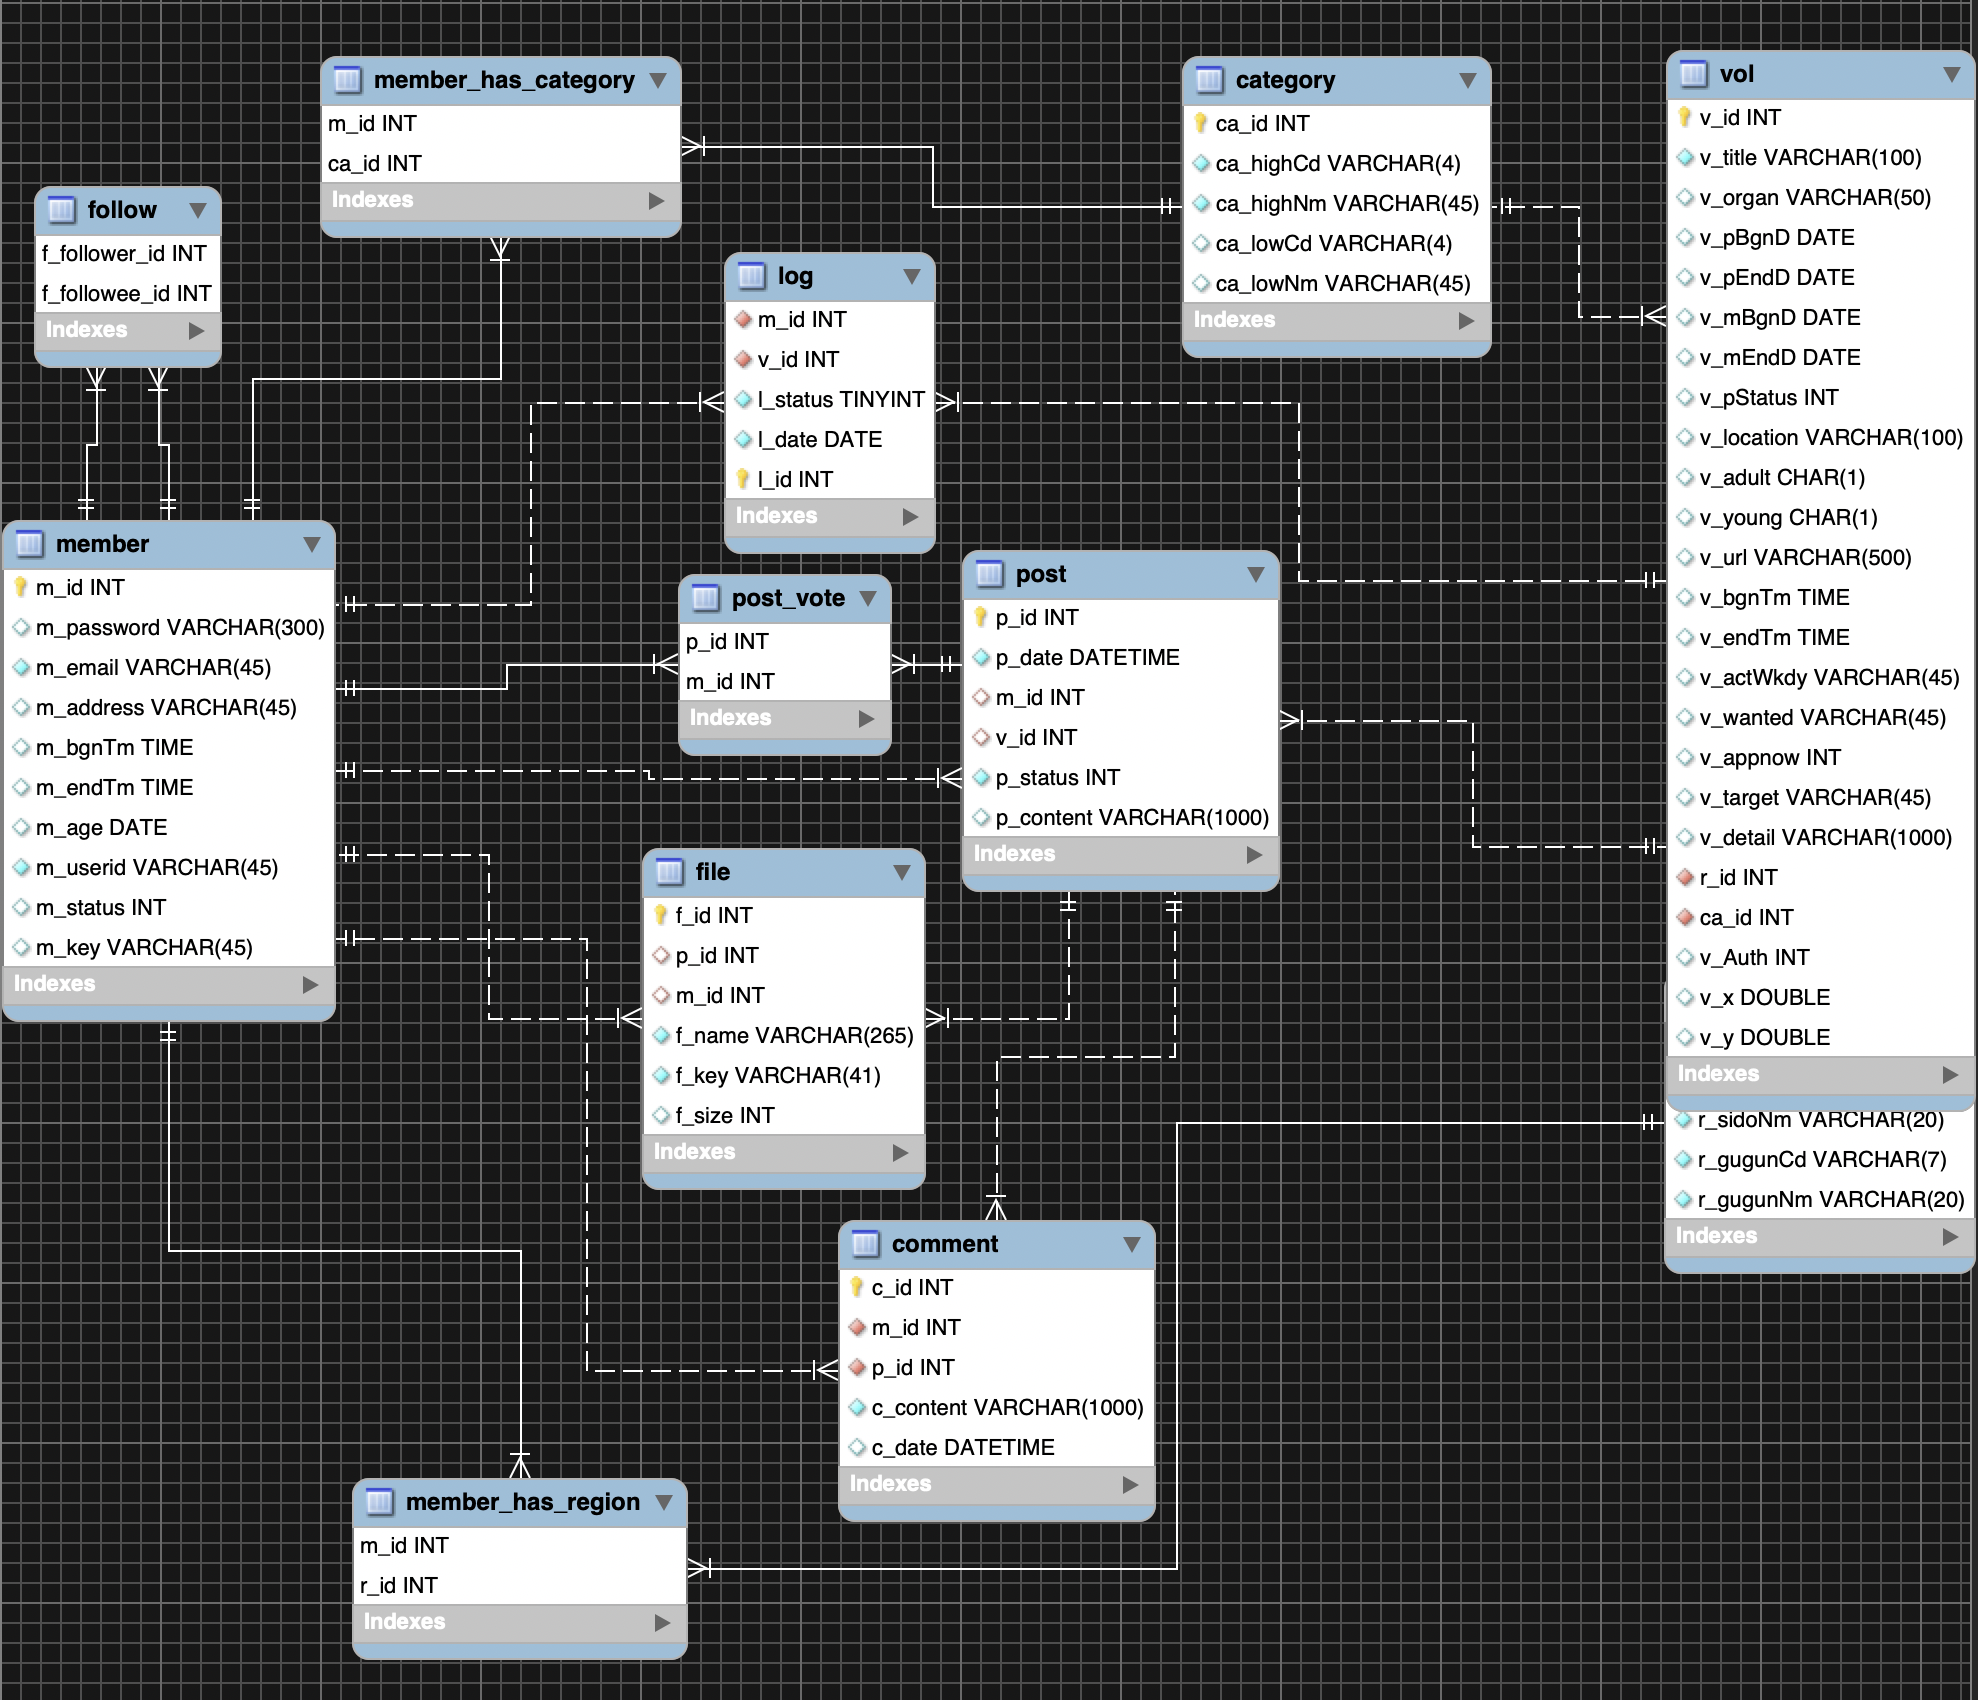 member_has_category
m_id INT
ca_id INT
Indexes
category
ca_id INT
ca_highCd VARCHAR(4)
ca_highNm VARCHAR(45)
ca_lowCd VARCHAR(4)
ca_lowNm VARCHAR(45)
Indexes
vol
v_id INT
v_title VARCHAR(100)
v_organ VARCHAR(50)
v_pBgnD DATE
v_pEndD DATE
v_mBgnD DATE
v_mEndD DATE
v_pStatus INT
v_location VARCHAR(100)
v_adult CHAR(1)
v_young CHAR(1)
v_url VARCHAR(500)
v_bgnTm TIME
v_endTm TIME
v_actWkdy VARCHAR(45)
v_wanted VARCHAR(45)
v_appnow INT
v_target VARCHAR(45)
v_detail VARCHAR(1000)
r_id INT
ca_id INT
v_Auth INT
v_x DOUBLE
v_y DOUBLE
Indexes
r_sidoNm VARCHAR(20)
r_gugunCd VARCHAR(7)
r_gugunNm VARCHAR(20)
Indexes
follow
f_follower_id INT
f_followee_id INT
Indexes
log
m_id INT
v_id INT
l_status TINYINT
l_date DATE
l_id INT
Indexes
member
m_id INT
m_password VARCHAR(300)
m_email VARCHAR(45)
m_address VARCHAR(45)
m_bgnTm TIME
m_endTm TIME
m_age DATE
m_userid VARCHAR(45)
m_status INT
m_key VARCHAR(45)
Indexes
post_vote
p_id INT
m_id INT
Indexes
post
p_id INT
p_date DATETIME
m_id INT
v_id INT
p_status INT
p_content VARCHAR(1000)
Indexes
file
f_id INT
p_id INT
m_id INT
f_name VARCHAR(265)
f_key VARCHAR(41)
f_size INT
Indexes
comment
c_id INT
m_id INT
p_id INT
c_content VARCHAR(1000)
c_date DATETIME
Indexes
member_has_region
m_id INT
r_id INT
Indexes